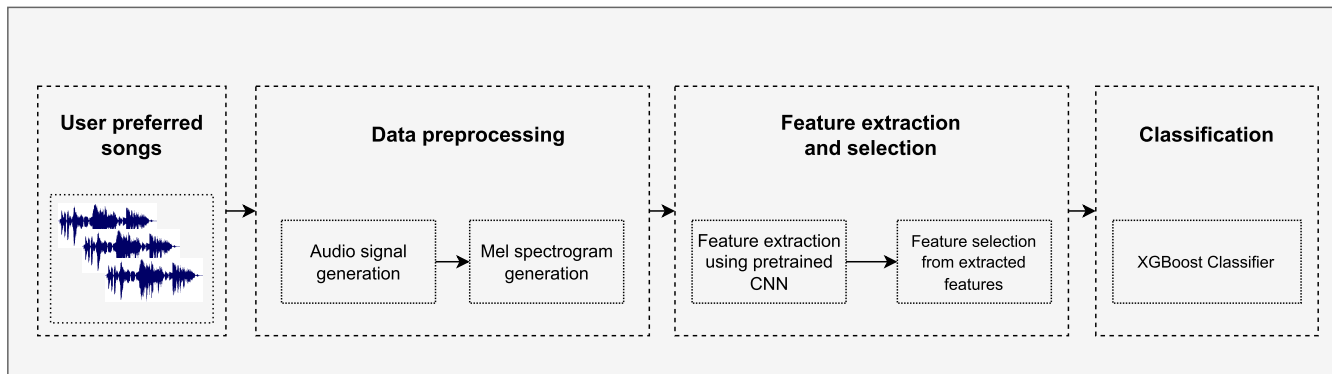 User preferred
songs
Data preprocessing
Audio signal
generation
Mel spectrogram
generation
Feature extraction
and selection
Feature extraction
using pretrained
CNN
Feature selection
from extracted
features
Classification
XGBoost Classifier